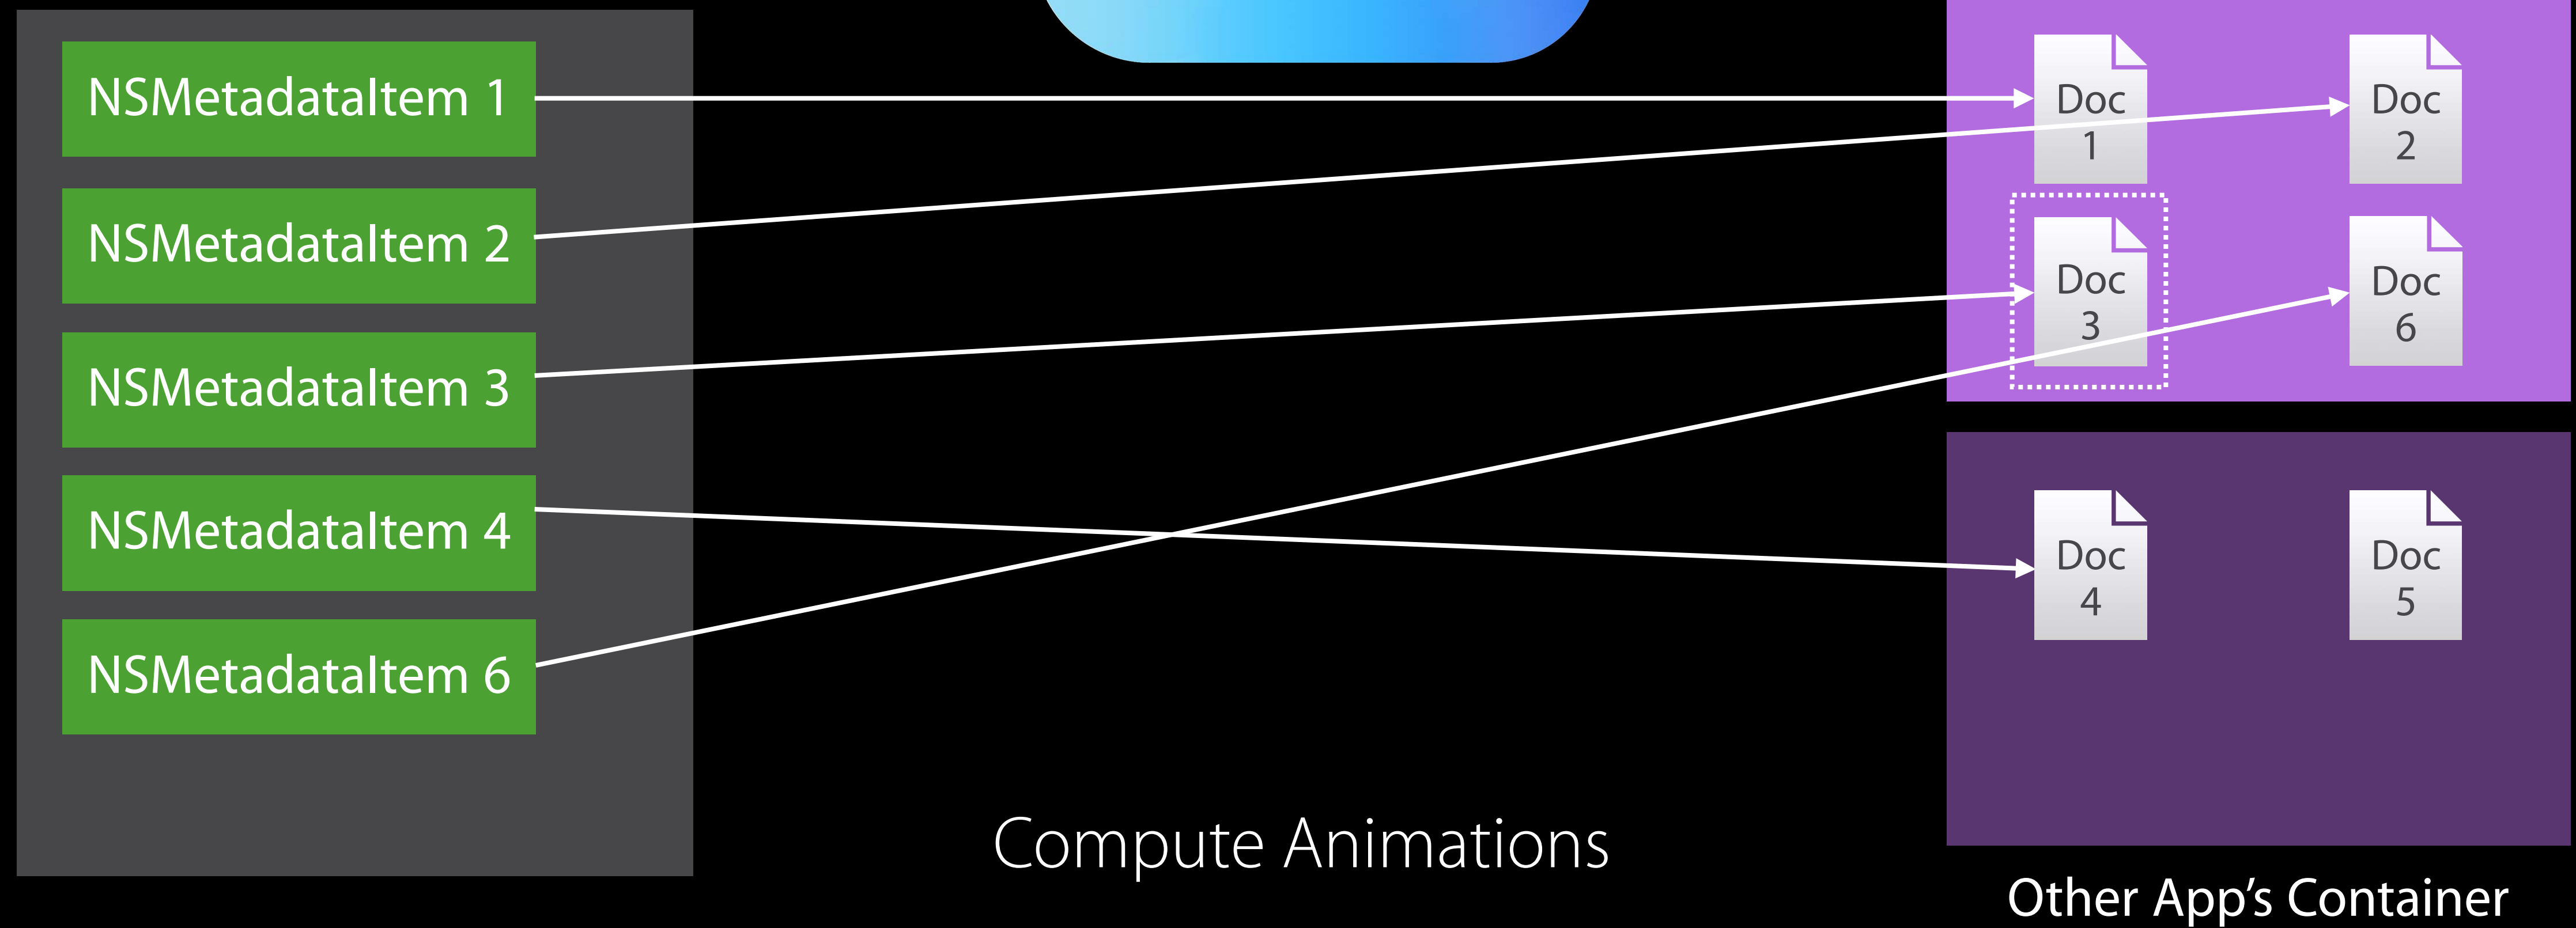 NSMetadataItem 1
NSMetadataItem 2
NSMetadataItem 3
NSMetadataItem 4
NSMetadataItem 6
Compute Animations
Doc
1
Doc
2
Doc
3
Doc
6
Doc
4
Doc
5
Other App’s Container